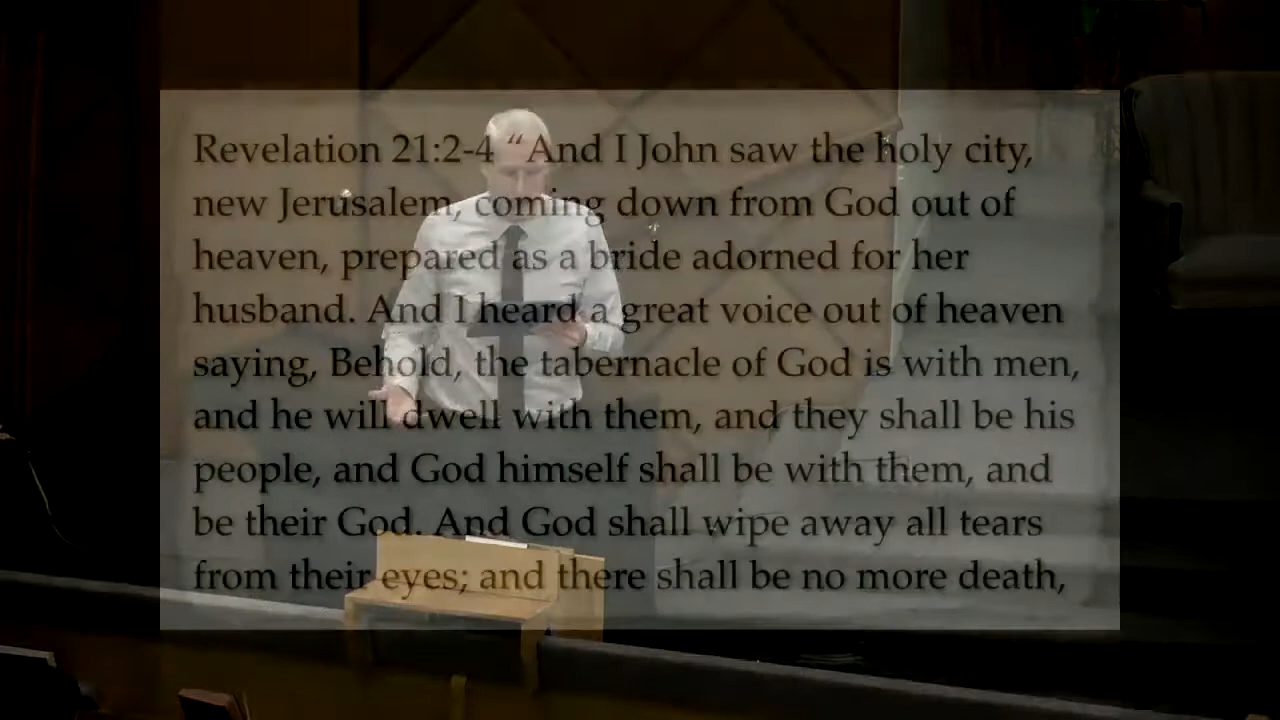 Revelation 21:2-4 “And I John saw the holy city,
new Jerusalem, coming down from God out of
heaven, prepared as a bride adorned for her
husband. And I heard a great voice out of heaven
saying, Behold, the tabernacle of God is with men,
and he will dwell with them, and they shall be his
people, and God himself shall be with them, and
be their God. And God shall wipe away all tears
from their eyes; and there shall be no more death,